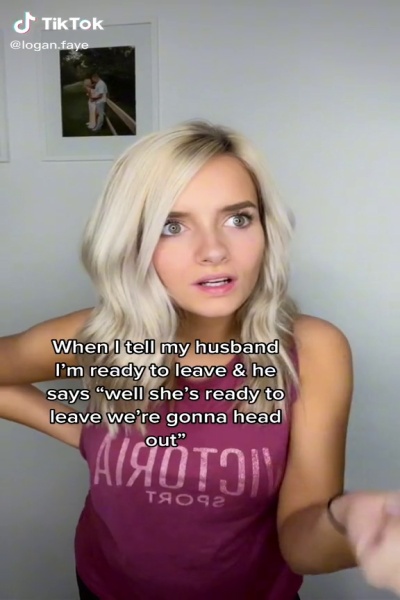 TikTok
@logan.faye
When I tell my husband
I'm ready to leave & he
says "well she's ready to
leave we're gonna head
out"
VICTORIA
SPORT